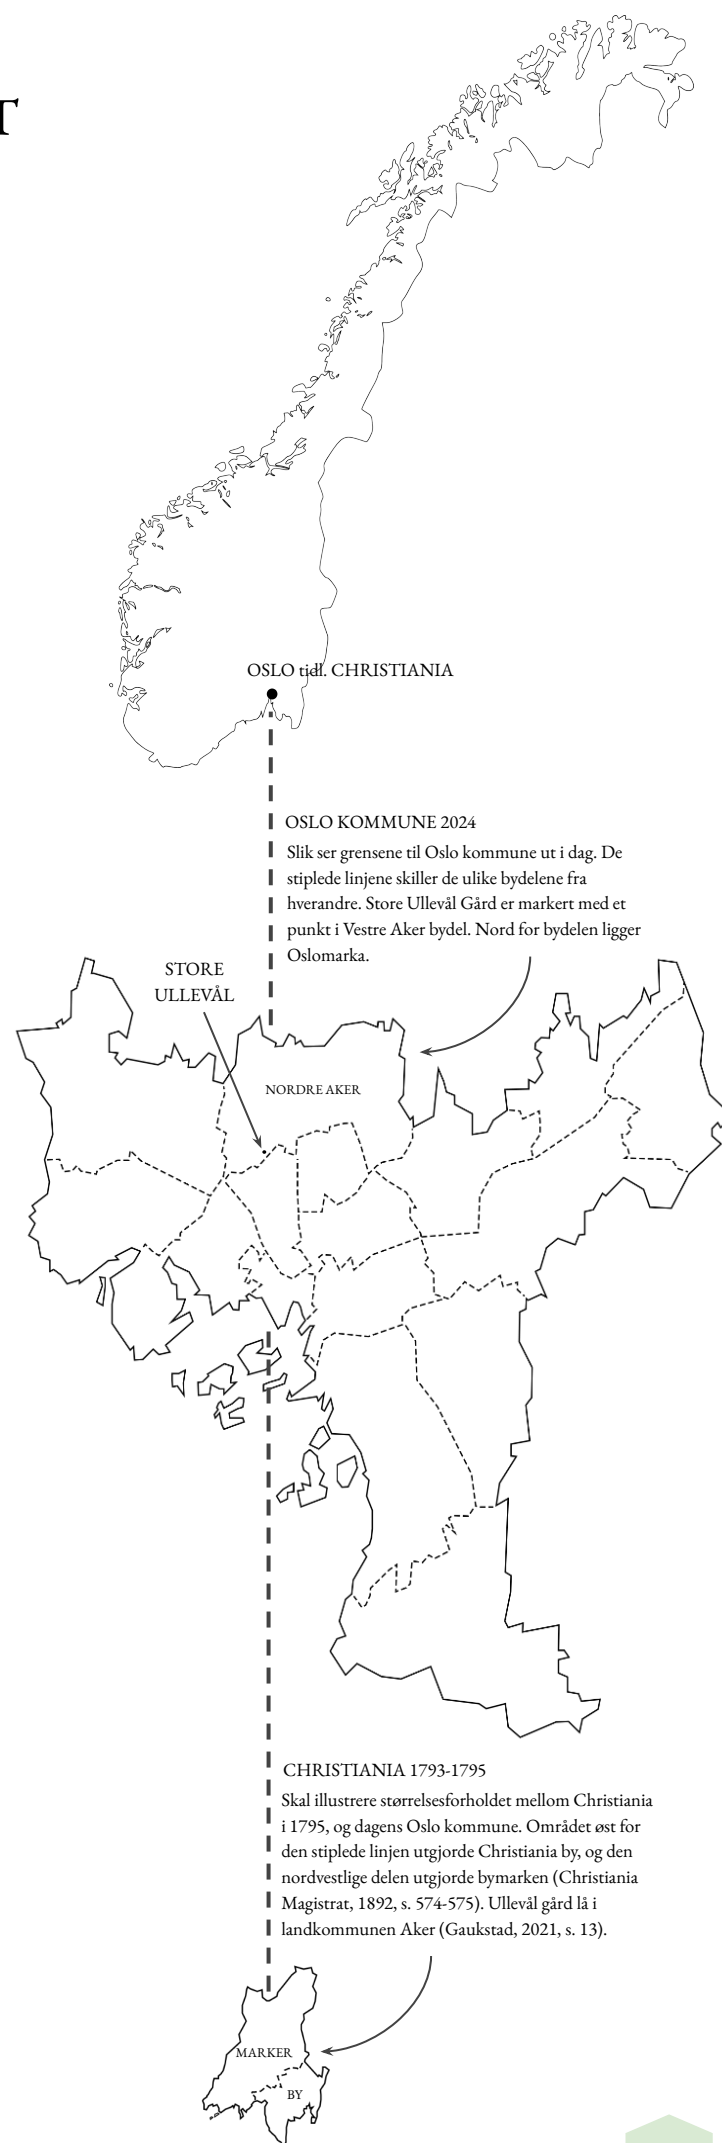 T
OSLO tidl. CHRISTIANIA
OSLO KOMMUNE 2024
Slik ser grensene til Oslo kommune ut i dag. De
stiplede linjene skiller de ulike bydelene fra
hverandre. Store Ullevål Gård er markert med et
punkt i Vestre Aker bydel. Nord for bydelen ligger
Oslomarka.
STORE
ULLEVÅL
NORDRE AKER
CHRISTIANIA 1793-1795
Skal illustrere størrelsesforholdet mellom Christiania
i 1795, og dagens Oslo kommune. Området øst for
den stiplede linjen utgjorde Christiania by, og den
nordvestlige delen utgjorde bymarken (Christiania
Magistrat, 1892, s. 574-575). Ullevål gård lå i
landkommunen Aker (Gaukstad, 2021, s. 13).
MARKER
BY